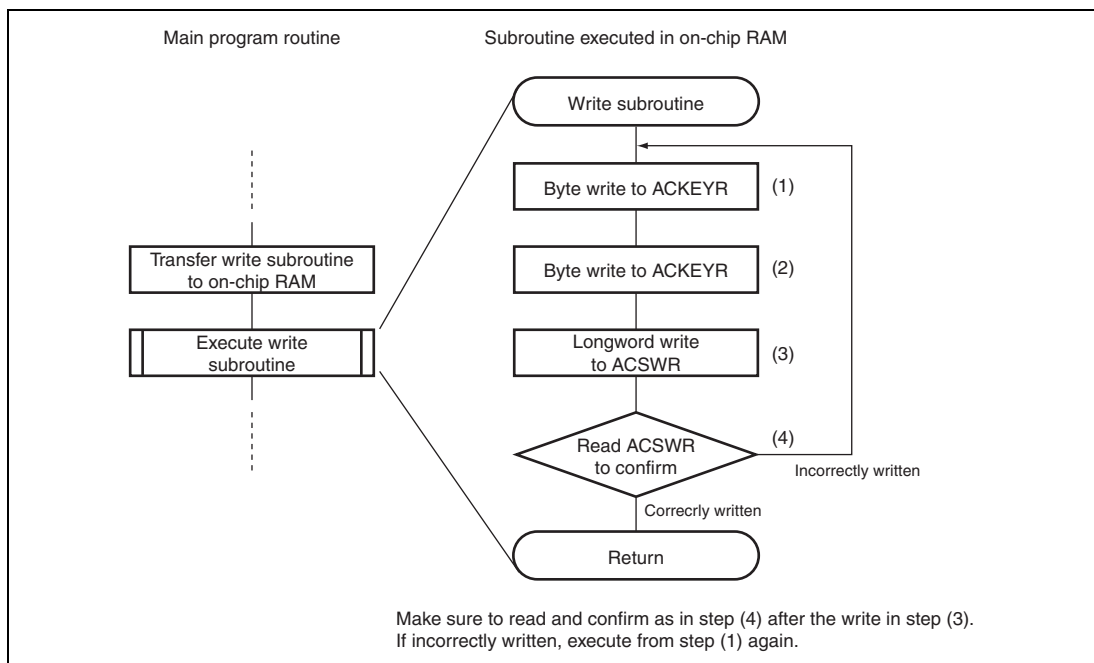 Main program routine
Subroutine executed in on-chip RAM
Write subroutine
Byte write to ACKEYR
(1)
Transfer write subroutine
to on-chip RAM
Byte write to ACKEYR
(2)
Execute write
subroutine
Longword write
to ACSWR
(3)
Read ACSWR
to confirm
(4)
Incorrectly written
Correcrly written
Return
Make sure to read and confirm as in step (4) after the write in step (3).
If incorrectly written, execute from step (1) again.